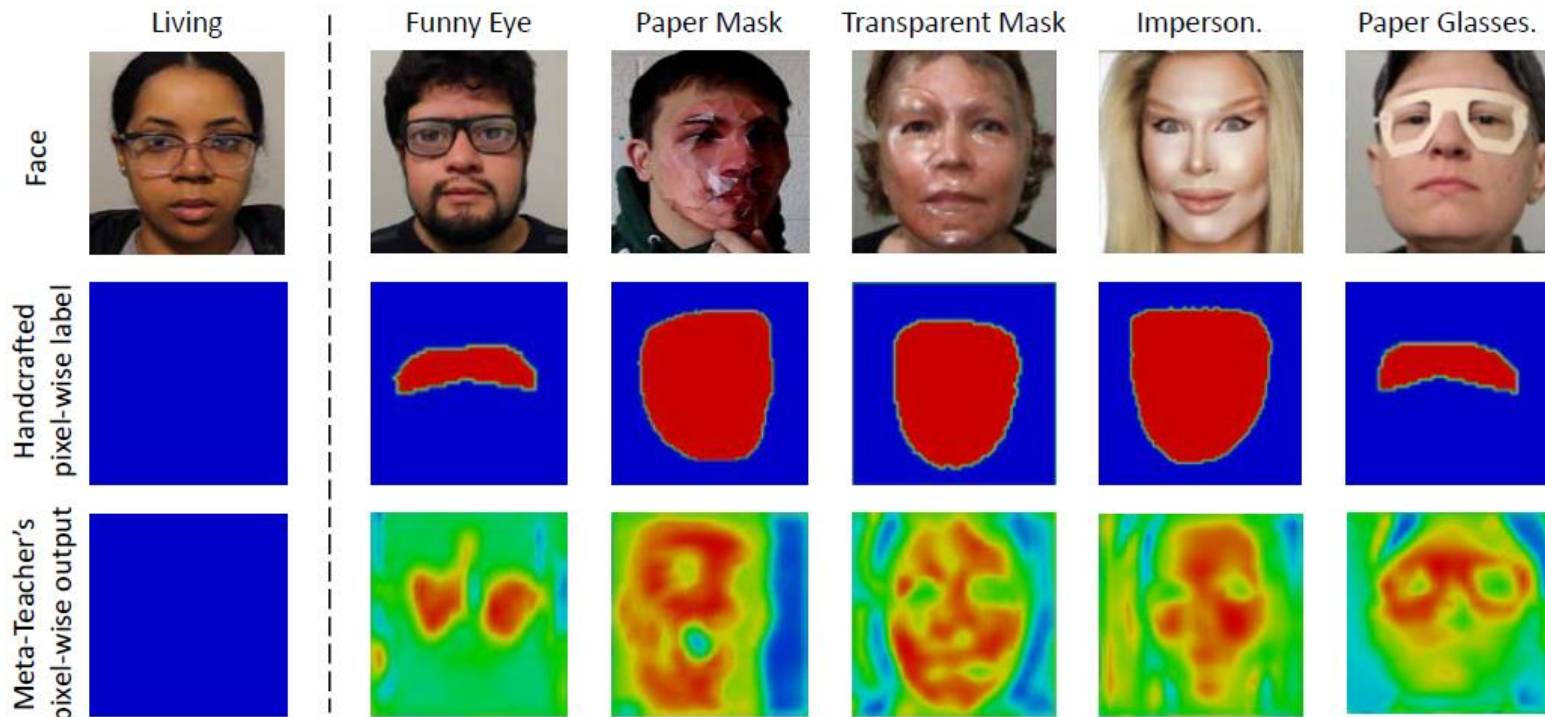 Living
Funny Eye
Paper Mask
Transparent Mask
Imperson.
Paper Glasses.
Face
Handcrafted
pixel-wise label
Meta-Teacher's
pixel-wise output